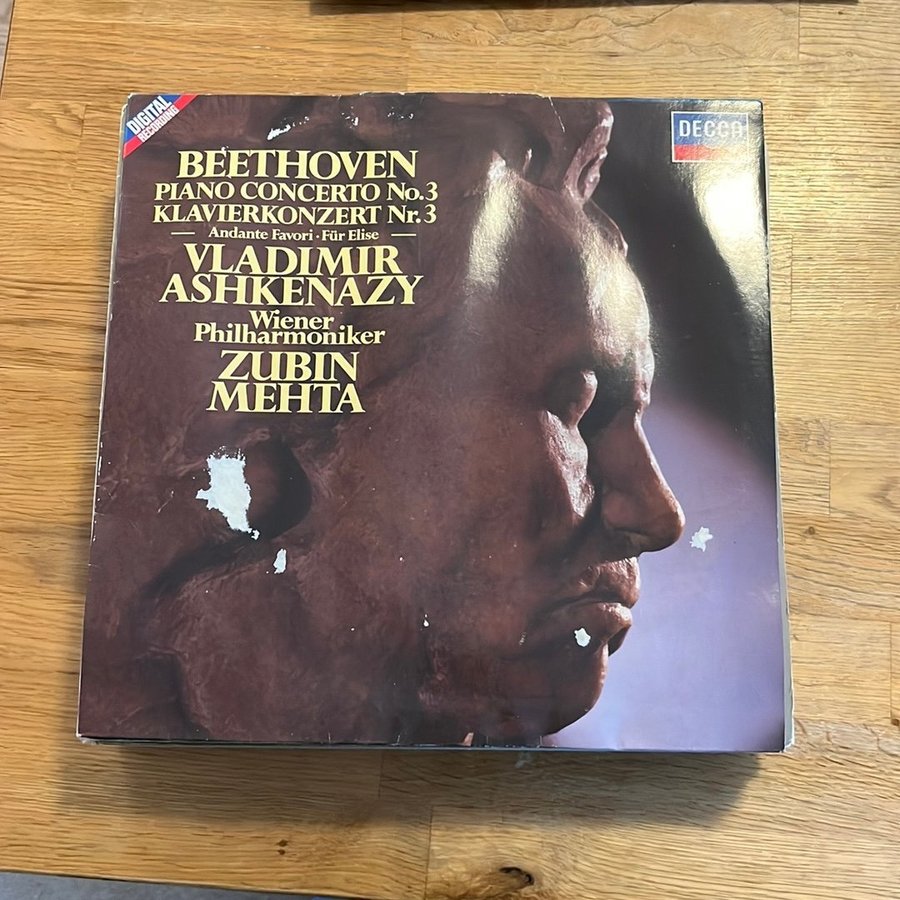 DIGITAL
RECORDING
DECCA
BEETHOVEN
PIANO CONCERTO No.3
KLAVIERKONZERT Nr.3
Andante Favori · Für Elise
VLADIMIR
ASHKENAZY
Wiener
Philharmoniker
ZUBIN
MEHTA